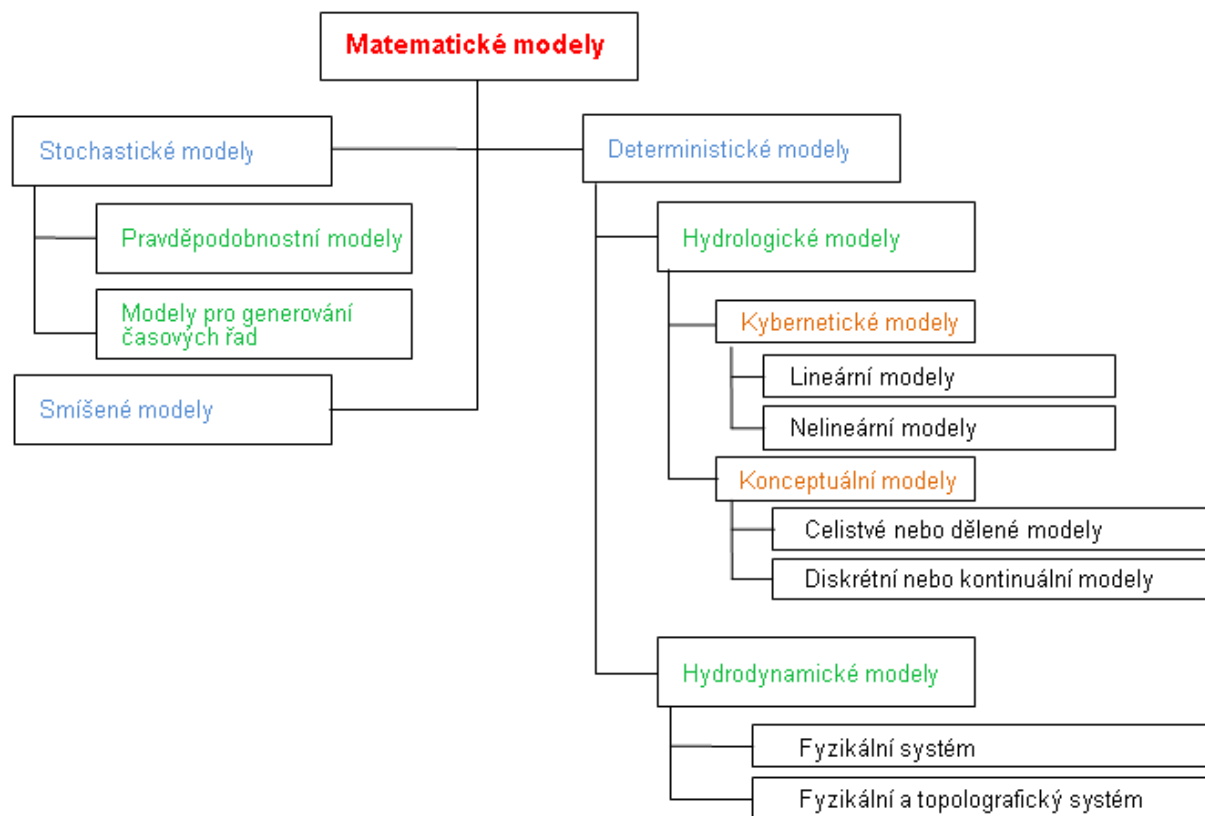 Matematické modely
Stochastické modely
Pravděpodobnostní modely
Modely pro generování
časových řad
Smíšené modely
Deterministické modely
Hydrologické modely
Kybernetické modely
Lineární modely
Nelineární modely
Konceptuální modely
Celistvé nebo dělené modely
Diskrétní nebo kontinuální modely
Hydrodynamické modely
Fyzikální systém
Fyzikální a topolografický systém